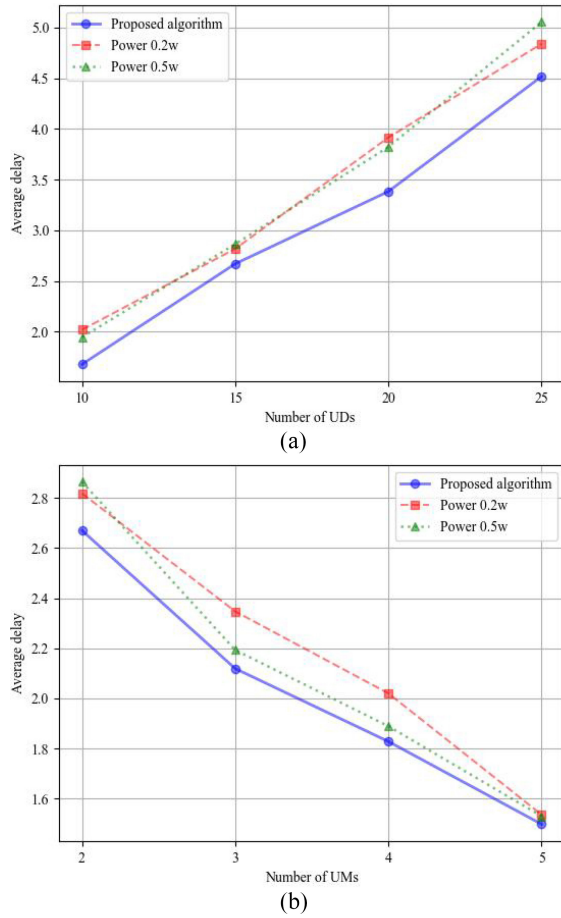 Proposed algorithm
Power 0.2w
Power 0.5w
5.0
4.5
4.0
3.5
3.0
2.5
2.0
Average delay
10 15 20 25
Number of UDs
(a)
Proposed algorithm
Power 0.2w
Power 0.5w
2.8
2.6
2.4
2.2
2.0
1.8
1.6
Average delay
2 3 4 5
Number of UMs
(b)